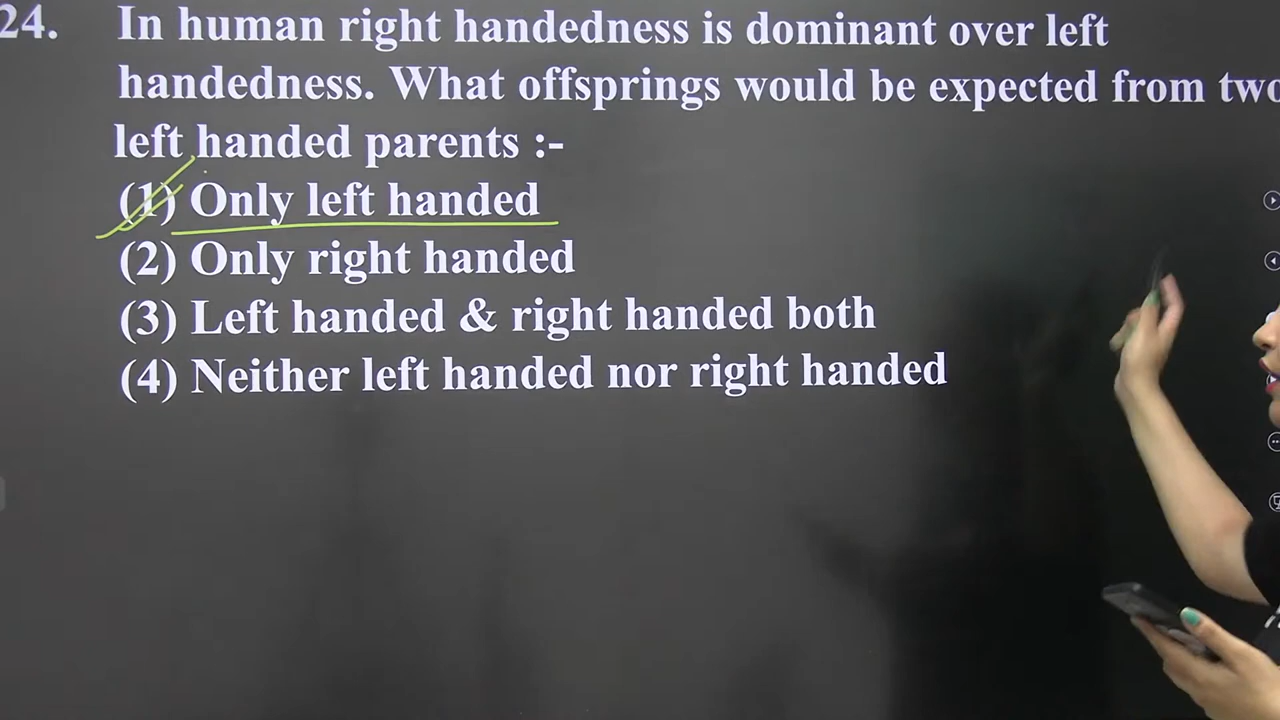 24. In human right handedness is dominant over left
handedness. What offsprings would be expected from two
left handed parents :-
(1) Only left handed
(2) Only right handed
(3) Left handed & right handed both
(4) Neither left handed nor right handed